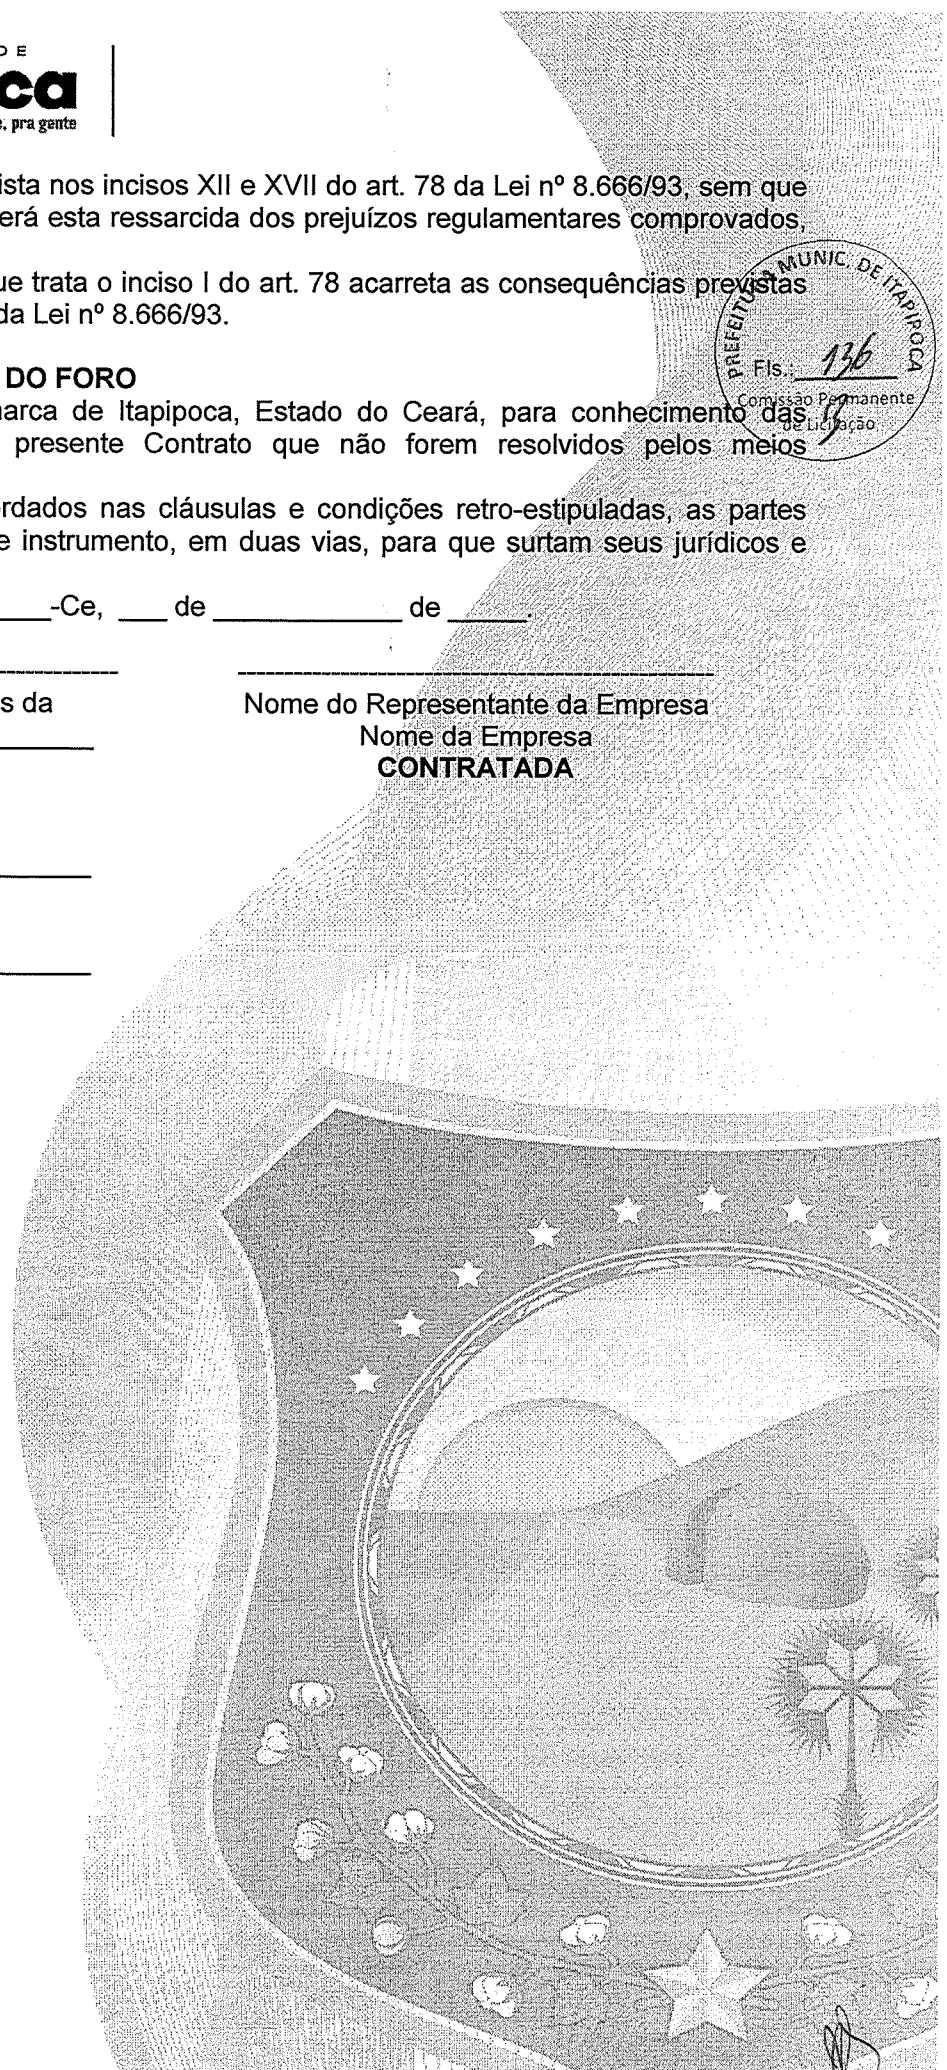 DE
ca
, pra gente
ista nos incisos XII e XVII do art. 78 da Lei nº 8.666/93, sem que
erá esta ressarcida dos prejuízos regulamentares comprovados,
ue trata o inciso I do art. 78 acarreta as consequências previstas
da Lei nº 8.666/93.
PREFEITURA MUNIC. DE ITAPIPOCA
Fls.: 136
Comissão Permanente
de Licitação
DO FORO
narca de Itapipoca, Estado do Ceará, para conhecimento das
presente Contrato que não forem resolvidos pelos meios
rdados nas cláusulas e condições retro-estipuladas, as partes
e instrumento, em duas vias, para que surtam seus jurídicos e
____-Ce, ___ de ____________ de _____.
s da
Nome do Representante da Empresa
Nome da Empresa
CONTRATADA